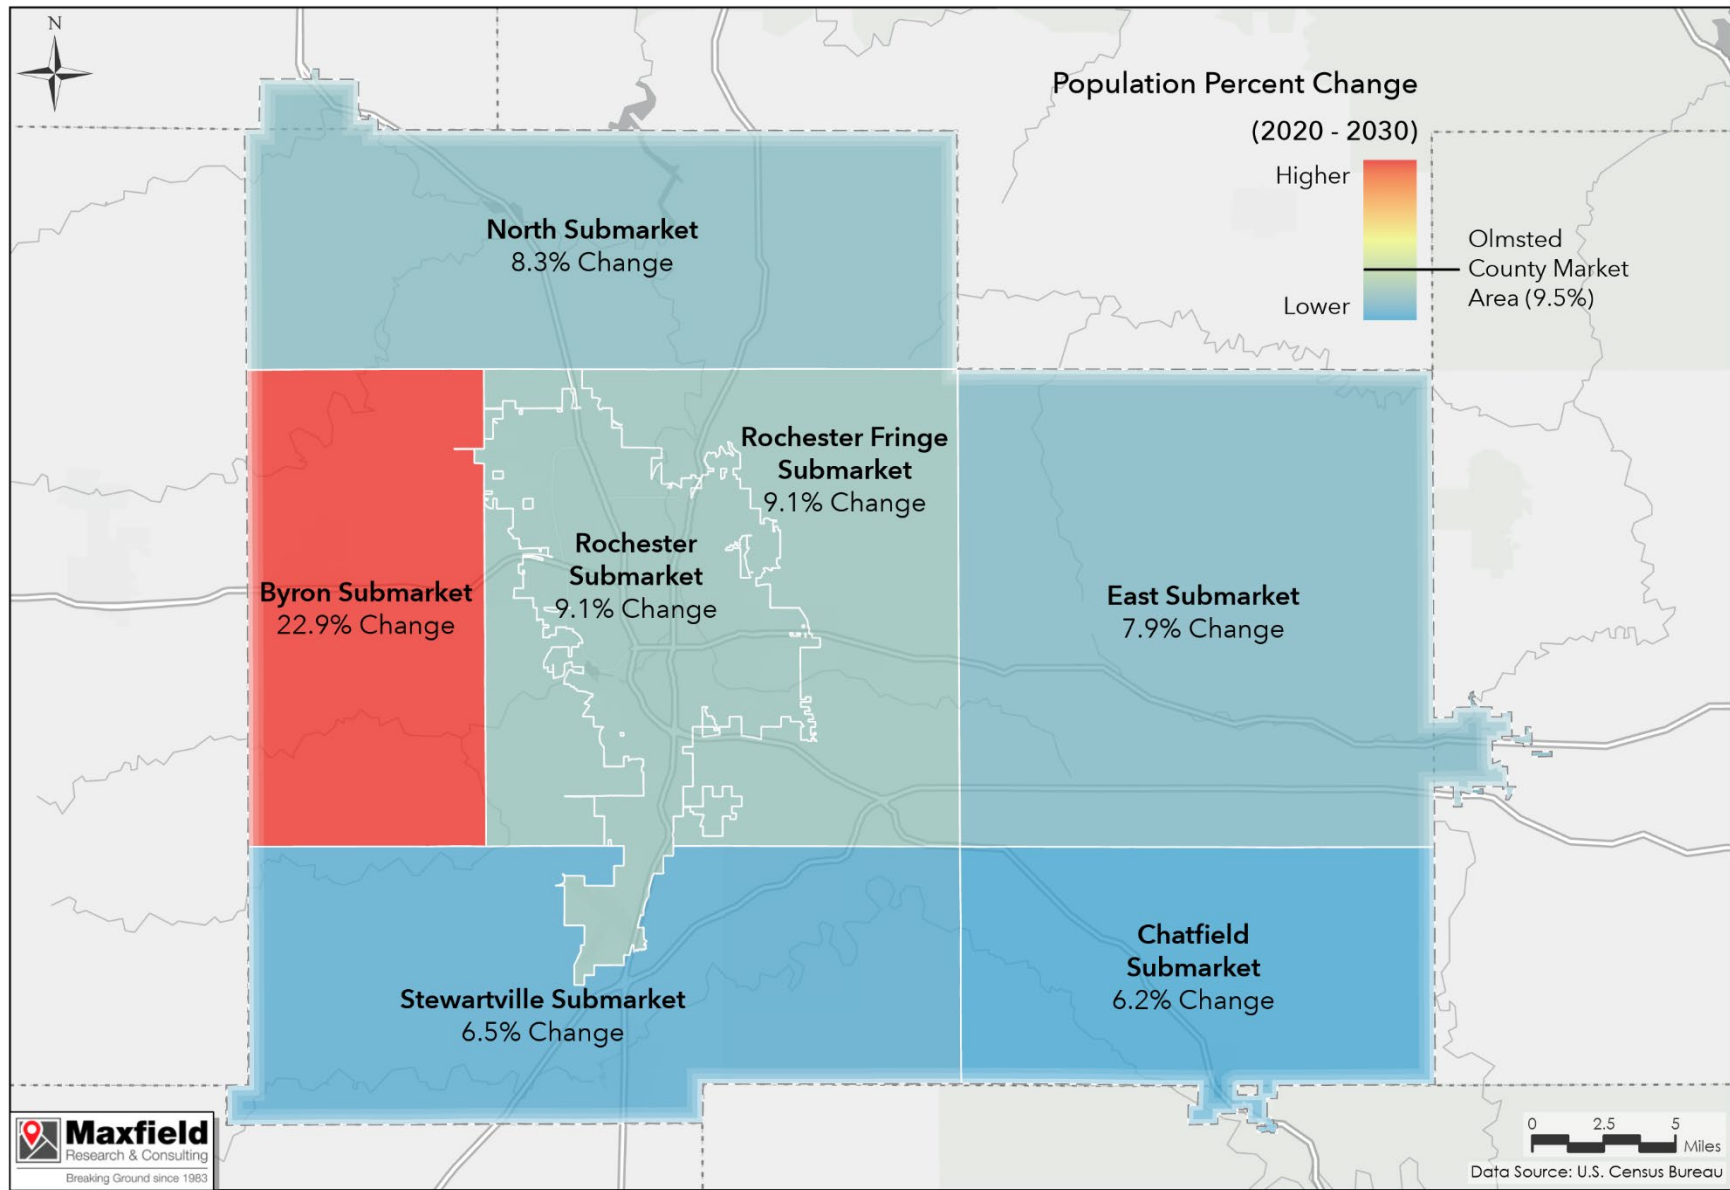 N
Population Percent Change
(2020 - 2030)
Higher
Lower
Olmsted
County Market
Area (9.5%)
North Submarket
8.3% Change
Rochester Fringe
Submarket
9.1% Change
Rochester
Submarket
9.1% Change
Byron Submarket
22.9% Change
East Submarket
7.9% Change
Chatfield
Submarket
6.2% Change
Stewartville Submarket
6.5% Change
Maxfield
Research & Consulting
Breaking Ground since 1983
0 2.5 5
Miles
Data Source: U.S. Census Bureau